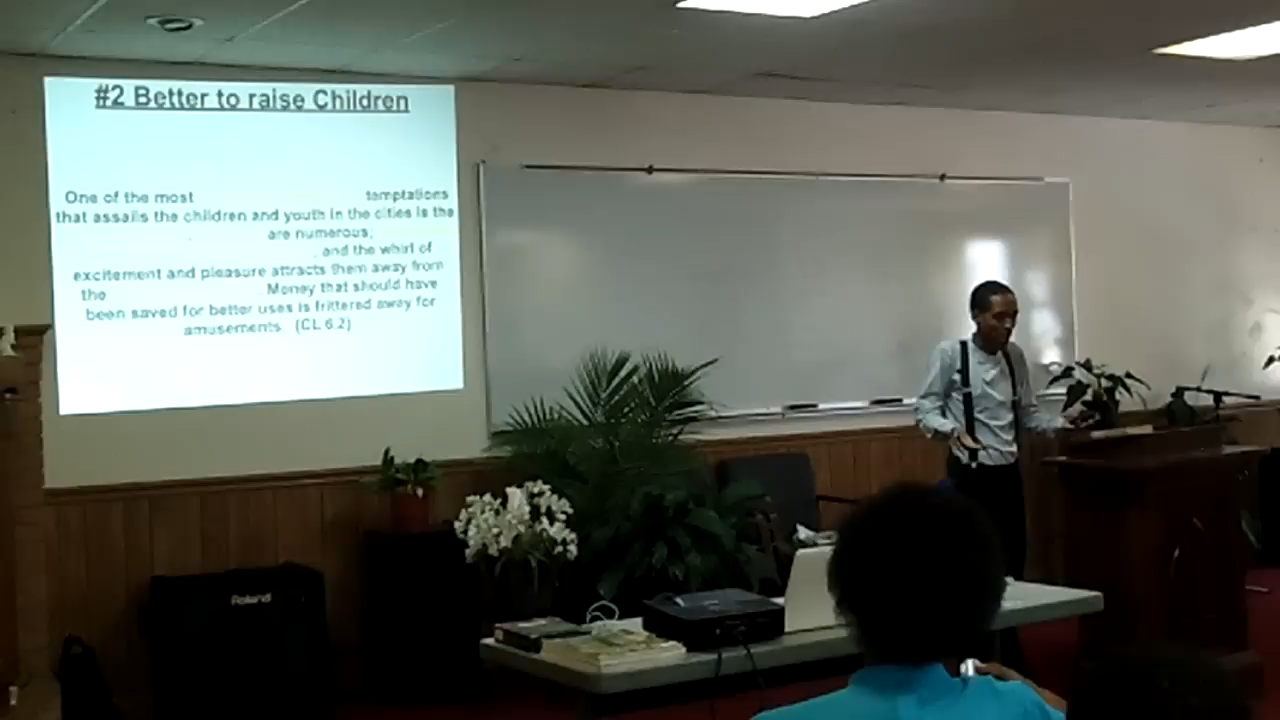 #2 Better to raise Children
One of the most temptations
that assails the children and youth in the cities is the
. are numerous;
, and the whirl of
excitement and pleasure attracts them away from
the . Money that should have
been saved for better uses is frittered away for
amusements. (CL 6.2)
Roland